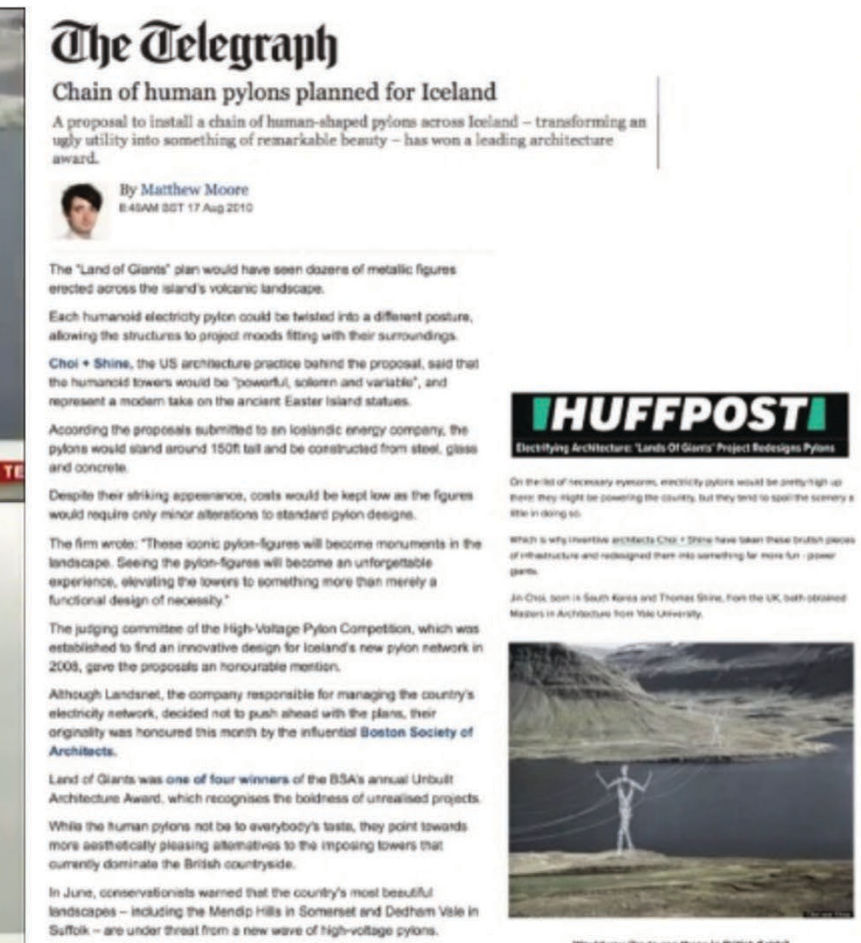 The Telegraph
Chain of human pylons planned for Iceland
A proposal to install a chain of human-shaped pylons across Iceland – transforming an
ugly utility into something of remarkable beauty – has won a leading architecture
award.
By Matthew Moore
8:40AM BST 17 Aug 2010
The "Land of Giants" plan would have seen dozens of metallic figures
erected across the island's volcanic landscape.
Each humanoid electricity pylon could be twisted into a different posture,
allowing the structures to project moods fitting with their surroundings.
Choi + Shine, the US architecture practice behind the proposal, said that
the humanoid towers would be "powerful, solemn and variable", and
represent a modern take on the ancient Easter Island statues.
According the proposals submitted to an Icelandic energy company, the
pylons would stand around 150ft tall and be constructed from steel, glass
and concrete.
Despite their striking appearance, costs would be kept low as the figures
would require only minor alterations to standard pylon designs.
The firm wrote: "These iconic pylon-figures will become monuments in the
landscape. Seeing the pylon-figures will become an unforgettable
experience, elevating the towers to something more than merely a
functional design of necessity."
The judging committee of the High-Voltage Pylon Competition, which was
established to find an innovative design for Iceland's new pylon network in
2008, gave the proposals an honourable mention.
Although Landsnet, the company responsible for managing the country's
electricity network, decided not to push ahead with the plans, their
originality was honoured this month by the influential Boston Society of
Architects.
Land of Giants was one of four winners of the BSA's annual Unbuilt
Architecture Award, which recognises the boldness of unrealised projects.
While the human pylons not be to everybody's taste, they point towards
more aesthetically pleasing alternatives to the imposing towers that
currently dominate the British countryside.
In June, conservationists warned that the country's most beautiful
landscapes – including the Mendip Hills in Somerset and Dedham Vale in
Suffolk – are under threat from a new wave of high-voltage pylons.
TE
HUFFPOST
Electrifying Architecture: 'Lands Of Giants' Project Redesigns Pylons
On the list of necessary eyesores, electricity pylons would be pretty high up
there; they might be powering the country, but they tend to spoil the scenery a
little in doing so.
Which is why inventive architects Choi + Shine have taken these brutish pieces
of infrastructure and redesigned them into something far more fun - power
giants.
Jin Choi, born in South Korea and Thomas Shine, from the UK, both obtained
Masters in Architecture from Yale University.